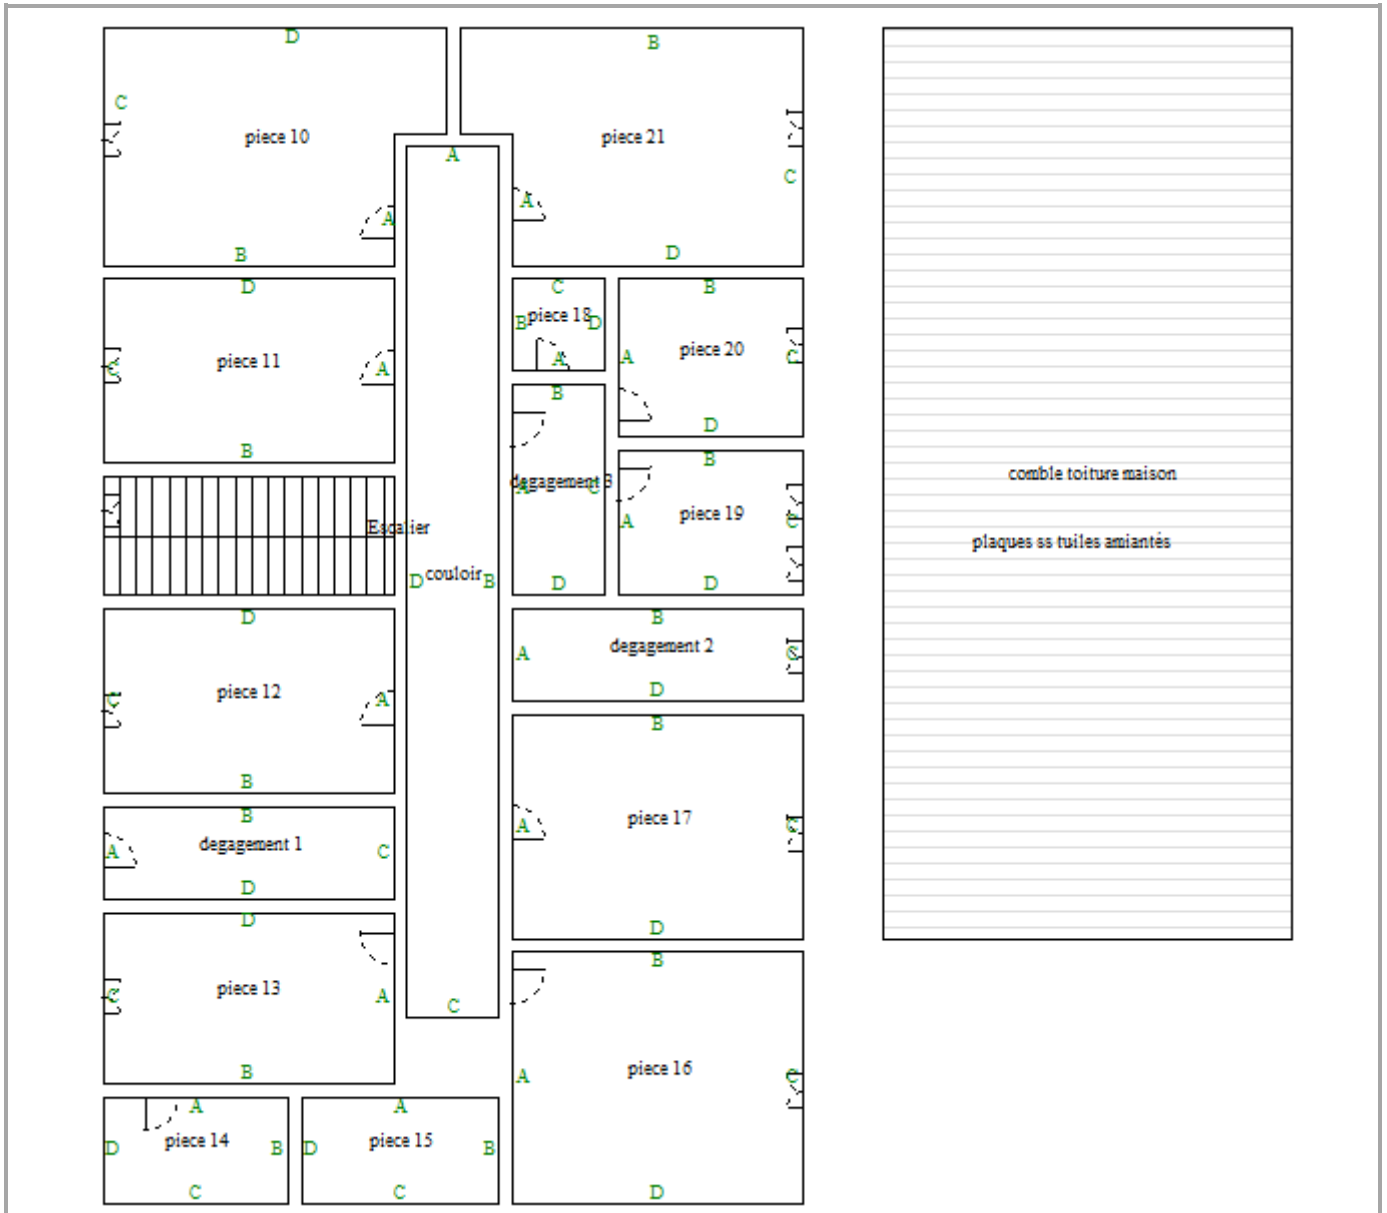 D
B
C
piece 10
piece 21
A
C
A
A
B
D
D
C
B
piece 18
B
D
piece 20
piece 11
C
A
A
A
C
B
D
B
B
degagement 3
A
C
comble toiture maison
piece 19
A
C
Escalier
plaques ss tuiles amiantés
couloir
D
B
D
D
D
B
degagement 2
A
C
D
piece 12
C
A
B
B
degagement 1
A
C
D
B
piece 17
A
C
D
D
piece 13
C
A
B
C
B
piece 16
A
C
D
A
piece 14
D
B
C
A
piece 15
D
B
C